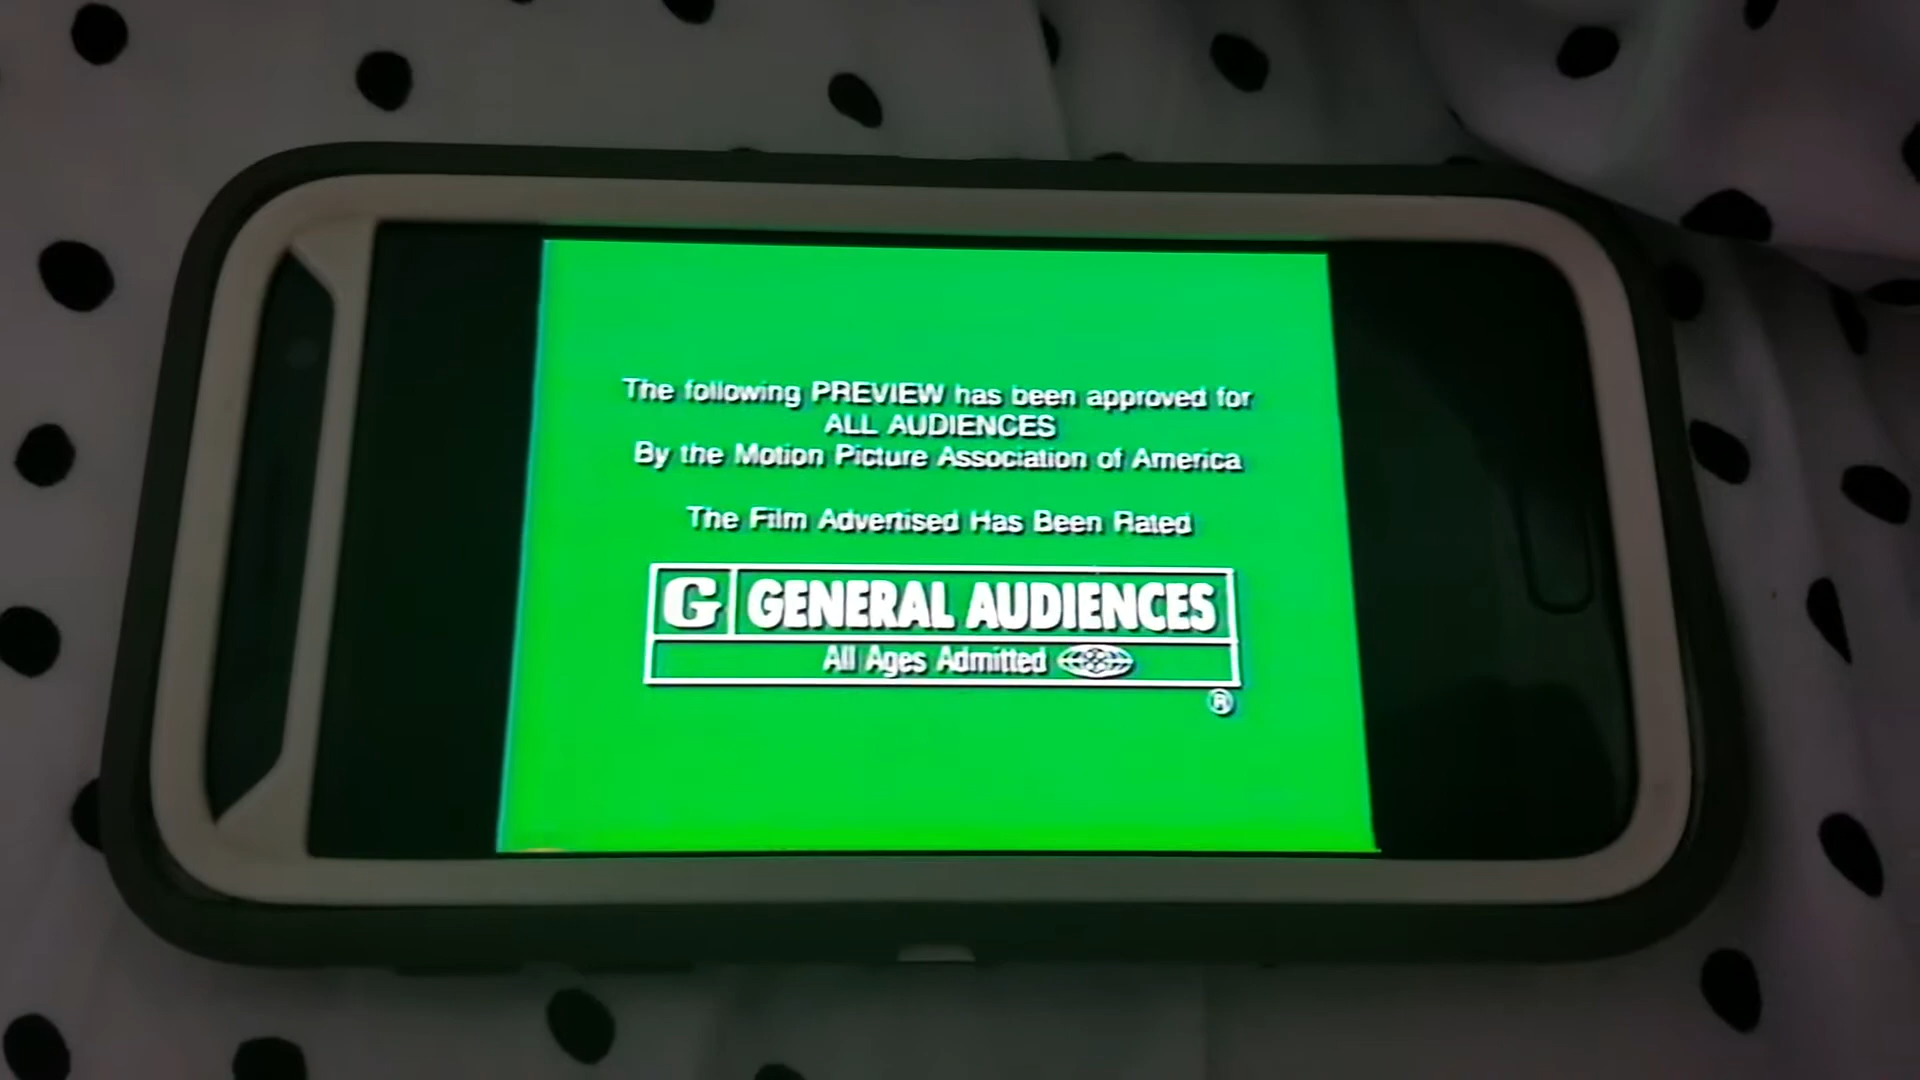 The following PREVIEW has been approved for
ALL AUDIENCES
By the Motion Picture Association of America
The Film Advertised Has Been Rated
G GENERAL AUDIENCES
All Ages Admitted
®